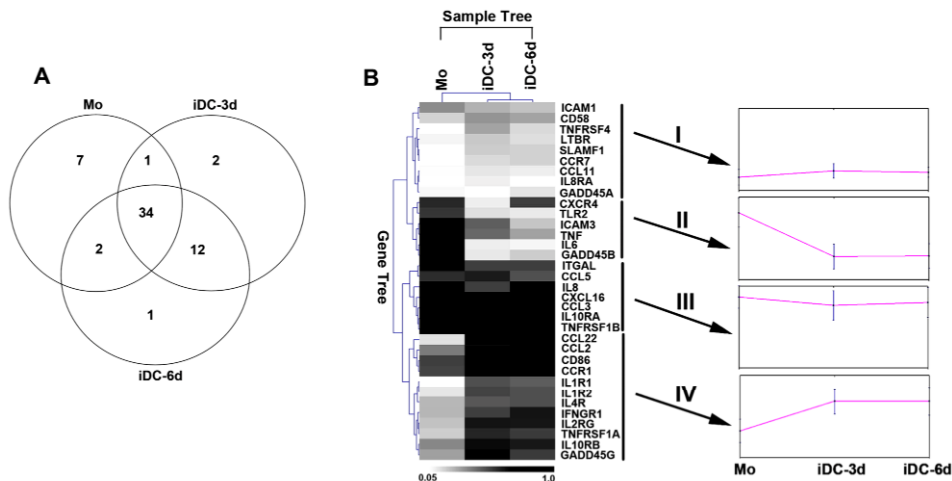 Sample Tree
A
B
Mo
iDC-3d
7
1
2
34
2
12
1
iDC-6d
Mo
iDC-3d
iDC-6d
Gene Tree
ICAM1
CD58
TNFRSF4
LTBR
SLAMF1
CCR7
CCL11
IL8RA
GADD45A
CXCR4
TLR2
ICAM3
TNF
IL6
GADD45B
ITGAL
CCL5
IL8
CXCL16
CCL3
IL10RA
TNFRSF1B
CCL22
CCL2
CD86
CCR1
IL1R1
IL1R2
IL4R
IFNGR1
IL2RG
TNFRSF1A
IL10RB
GADD45G
0.05 1.0
I
II
III
IV
Mo iDC-3d iDC-6d